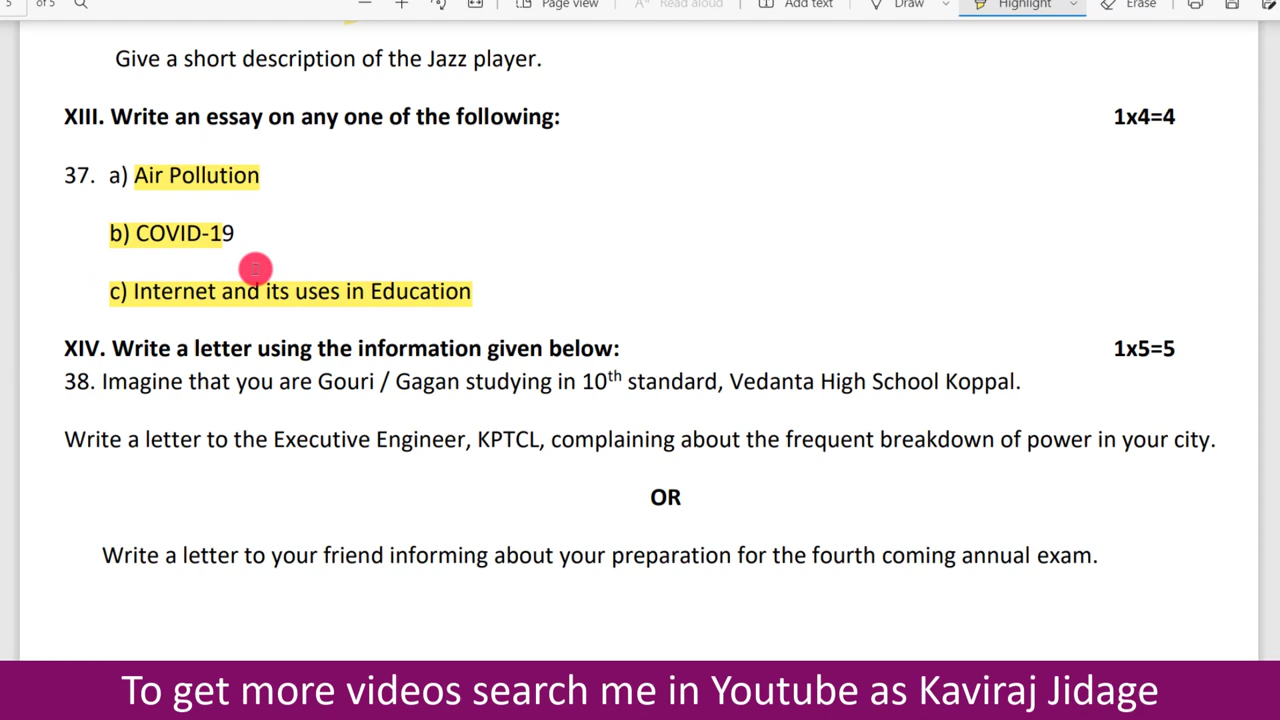 5 of 5 Page view Read aloud Add text Draw Highlight Erase
Give a short description of the Jazz player.
XIII. Write an essay on any one of the following: 1x4=4
37. a) Air Pollution
b) COVID-19
c) Internet and its uses in Education
XIV. Write a letter using the information given below: 1x5=5
38. Imagine that you are Gouri / Gagan studying in 10th standard, Vedanta High School Koppal.
Write a letter to the Executive Engineer, KPTCL, complaining about the frequent breakdown of power in your city.
OR
Write a letter to your friend informing about your preparation for the fourth coming annual exam.
To get more videos search me in Youtube as Kaviraj Jidage